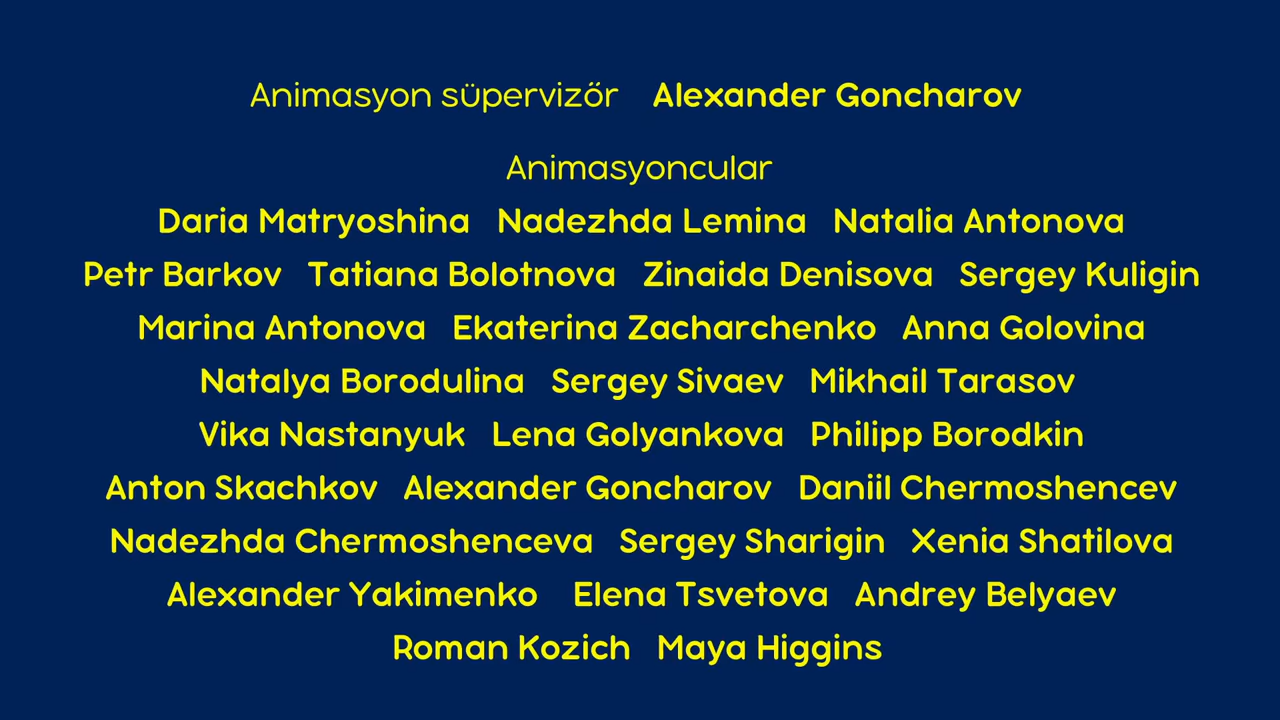 Animasyon süpervizőr Alexander Goncharov
Animasyoncular
Daria Matryoshina Nadezhda Lemina Natalia Antonova
Petr Barkov Tatiana Bolotnova Zinaida Denisova Sergey Kuligin
Marina Antonova Ekaterina Zacharchenko Anna Golovina
Natalya Borodulina Sergey Sivaev Mikhail Tarasov
Vika Nastanyuk Lena Golyankova Philipp Borodkin
Anton Skachkov Alexander Goncharov Daniil Chermoshencev
Nadezhda Chermoshenceva Sergey Sharigin Xenia Shatilova
Alexander Yakimenko Elena Tsvetova Andrey Belyaev
Roman Kozich Maya Higgins